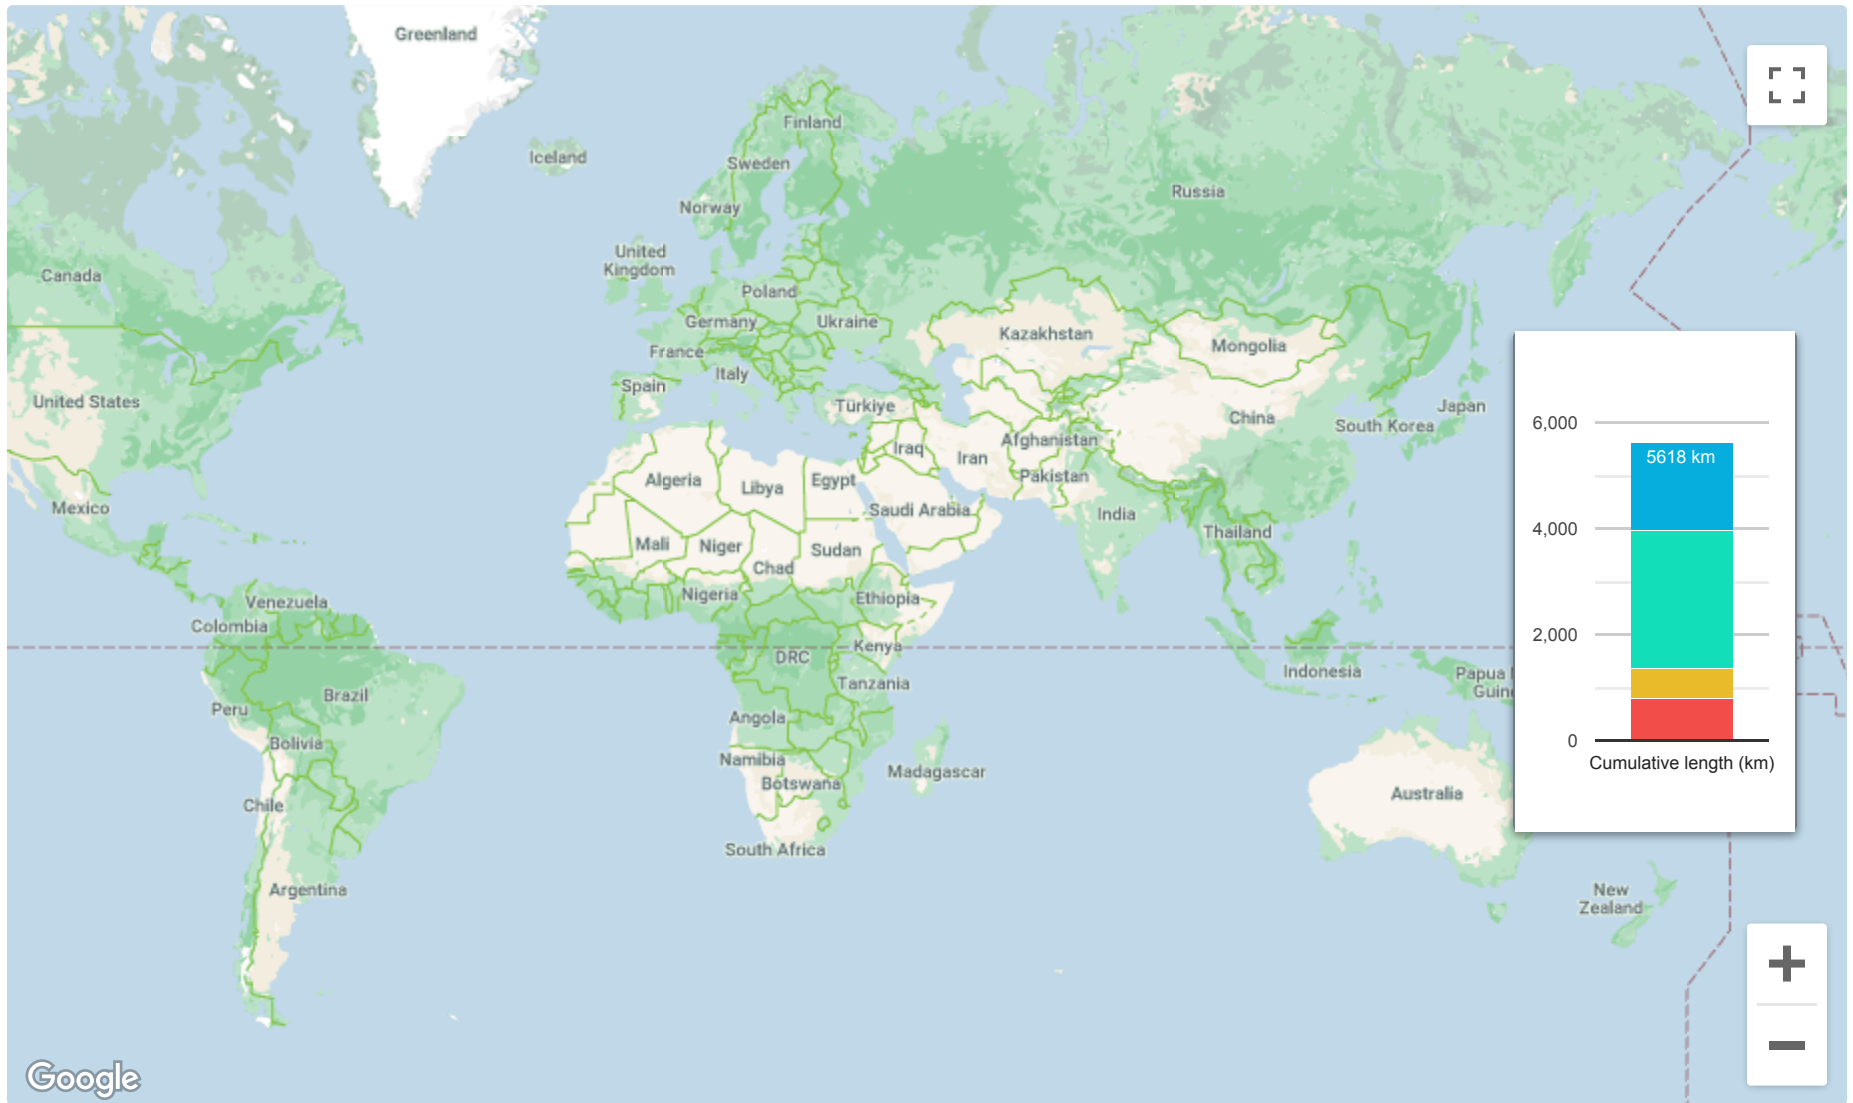 Greenland
Finland
Iceland
Sweden
Russia
Norway
United
Kingdom
Canada
Poland
Germany
Ukraine
Kazakhstan
Mongolia
France
Italy
Spain
United States
Türkiye
China
Japan
South Korea
Afghanistan
Iraq
Iran
Algeria
Libya
Egypt
Pakistan
Mexico
Saudi Arabia
India
Thailand
Mali
Niger
Sudan
Chad
Nigeria
Ethiopia
Venezuela
Colombia
Kenya
DRC
Indonesia
Papua
Guin
Tanzania
Brazil
Peru
Angola
Bolivia
Namibia
Botswana
Madagascar
Chile
Australia
South Africa
Argentina
New
Zealand
6,000
5618 km
4,000
2,000
0
Cumulative length (km)
Google